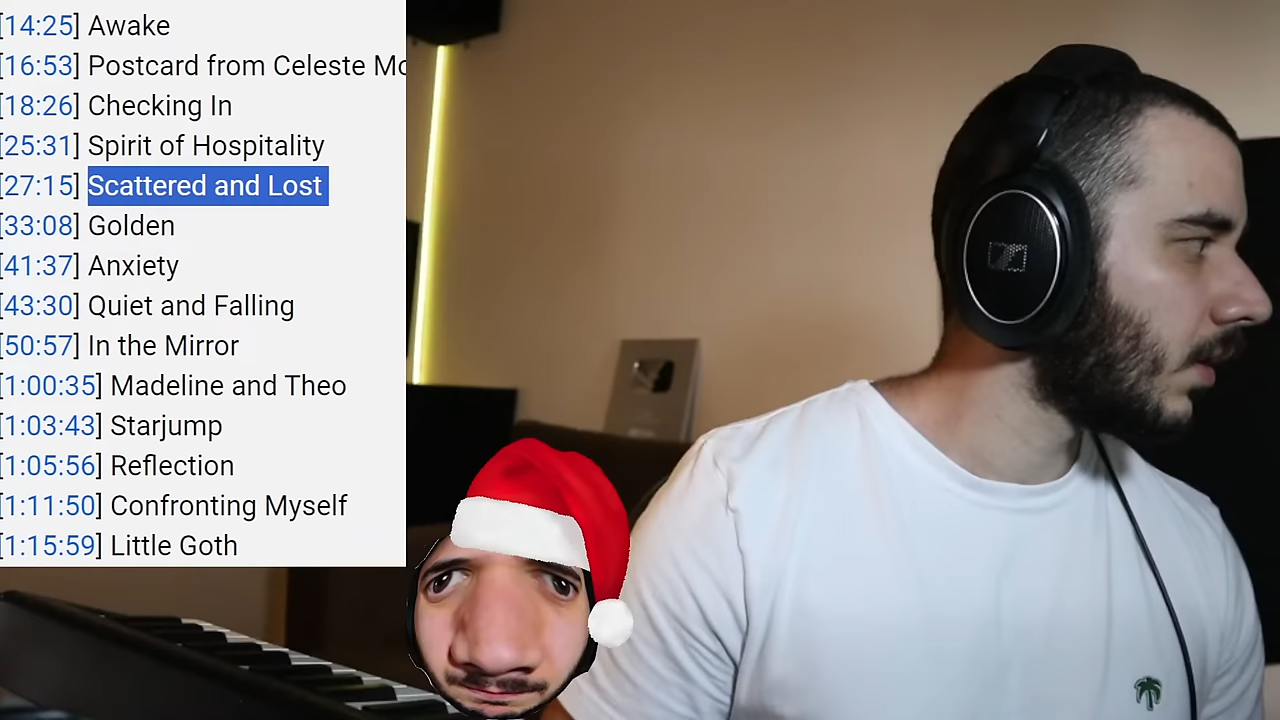 [14:25] Awake
[16:53] Postcard from Celeste Mo
[18:26] Checking In
[25:31] Spirit of Hospitality
[27:15] Scattered and Lost
[33:08] Golden
[41:37] Anxiety
[43:30] Quiet and Falling
[50:57] In the Mirror
[1:00:35] Madeline and Theo
[1:03:43] Starjump
[1:05:56] Reflection
[1:11:50] Confronting Myself
[1:15:59] Little Goth